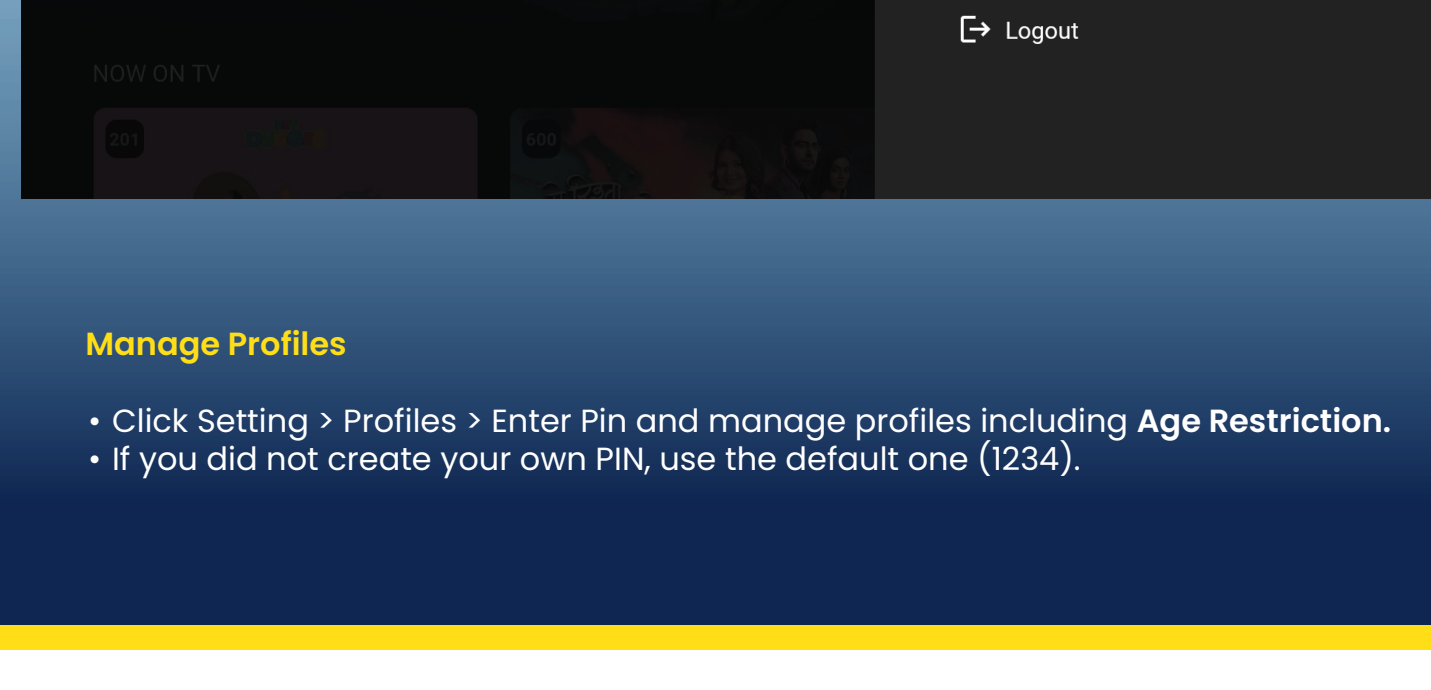 Logout
NOW ON TV
201
600
Manage Profiles
• Click Setting > Profiles > Enter Pin and manage profiles including Age Restriction.
• If you did not create your own PIN, use the default one (1234).